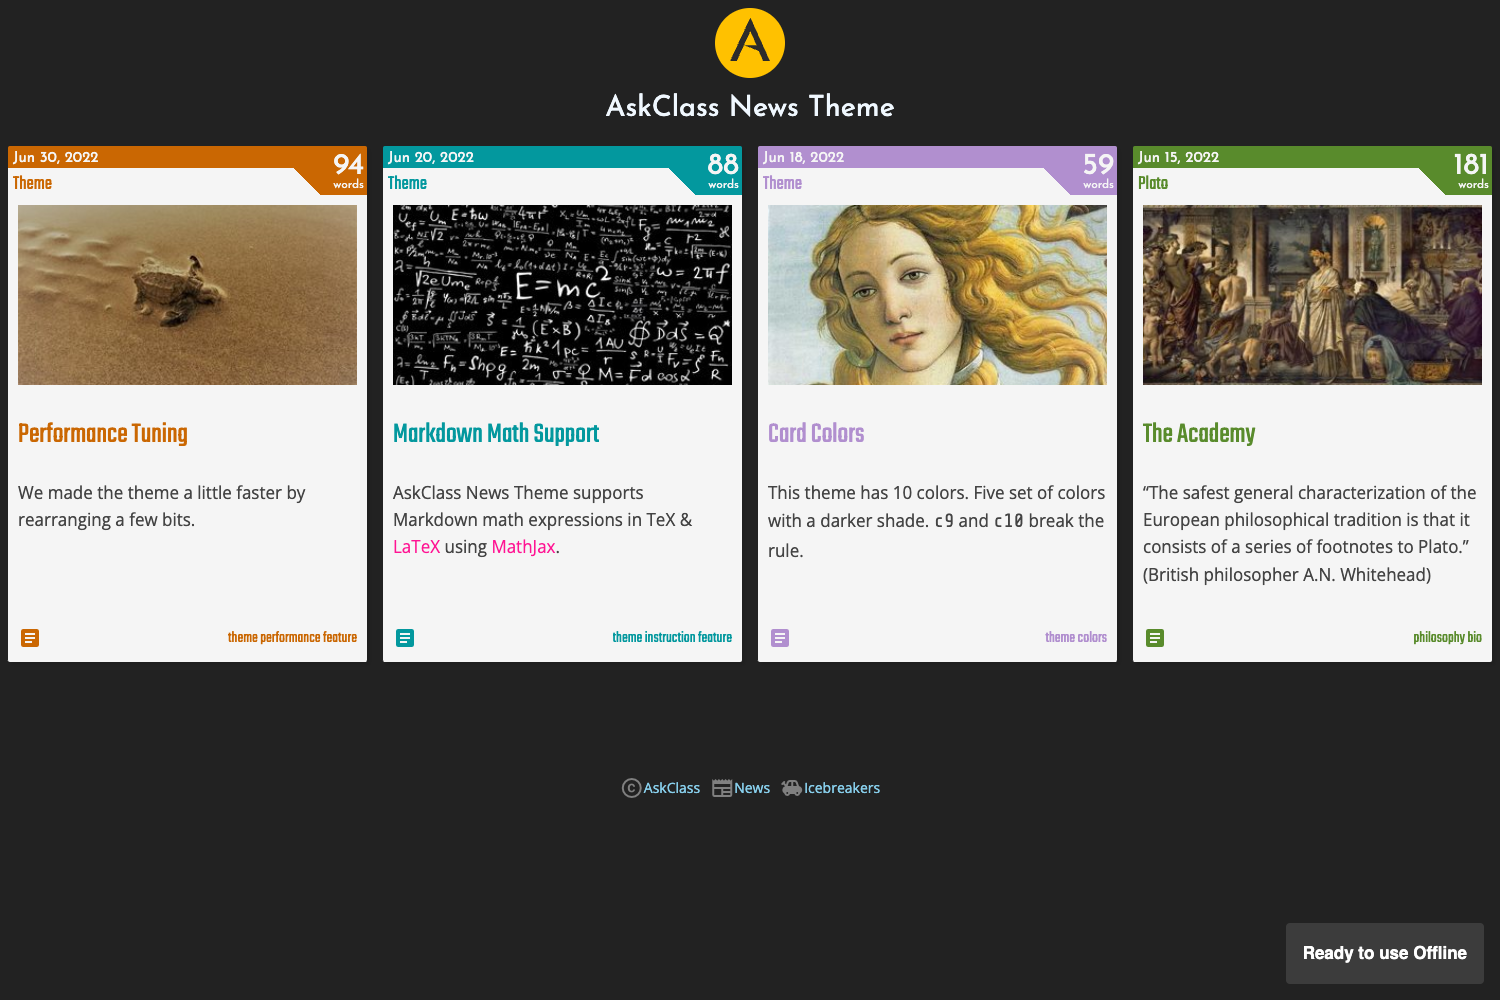 AskClass News Theme
Jun 30, 2022
94
words
Theme
Performance Tuning
We made the theme a little faster by
rearranging a few bits.
theme performance feature
Jun 20, 2022
88
words
Theme
E=mc²
ω = 2πf
Markdown Math Support
AskClass News Theme supports
Markdown math expressions in TeX &
LaTeX using MathJax.
theme instruction feature
Jun 18, 2022
59
words
Theme
Card Colors
This theme has 10 colors. Five set of colors
with a darker shade. c9 and c10 break the
rule.
theme colors
Jun 15, 2022
181
words
Plato
The Academy
“The safest general characterization of the
European philosophical tradition is that it
consists of a series of footnotes to Plato.”
(British philosopher A.N. Whitehead)
philosophy bio
AskClass News Icebreakers
Ready to use Offline